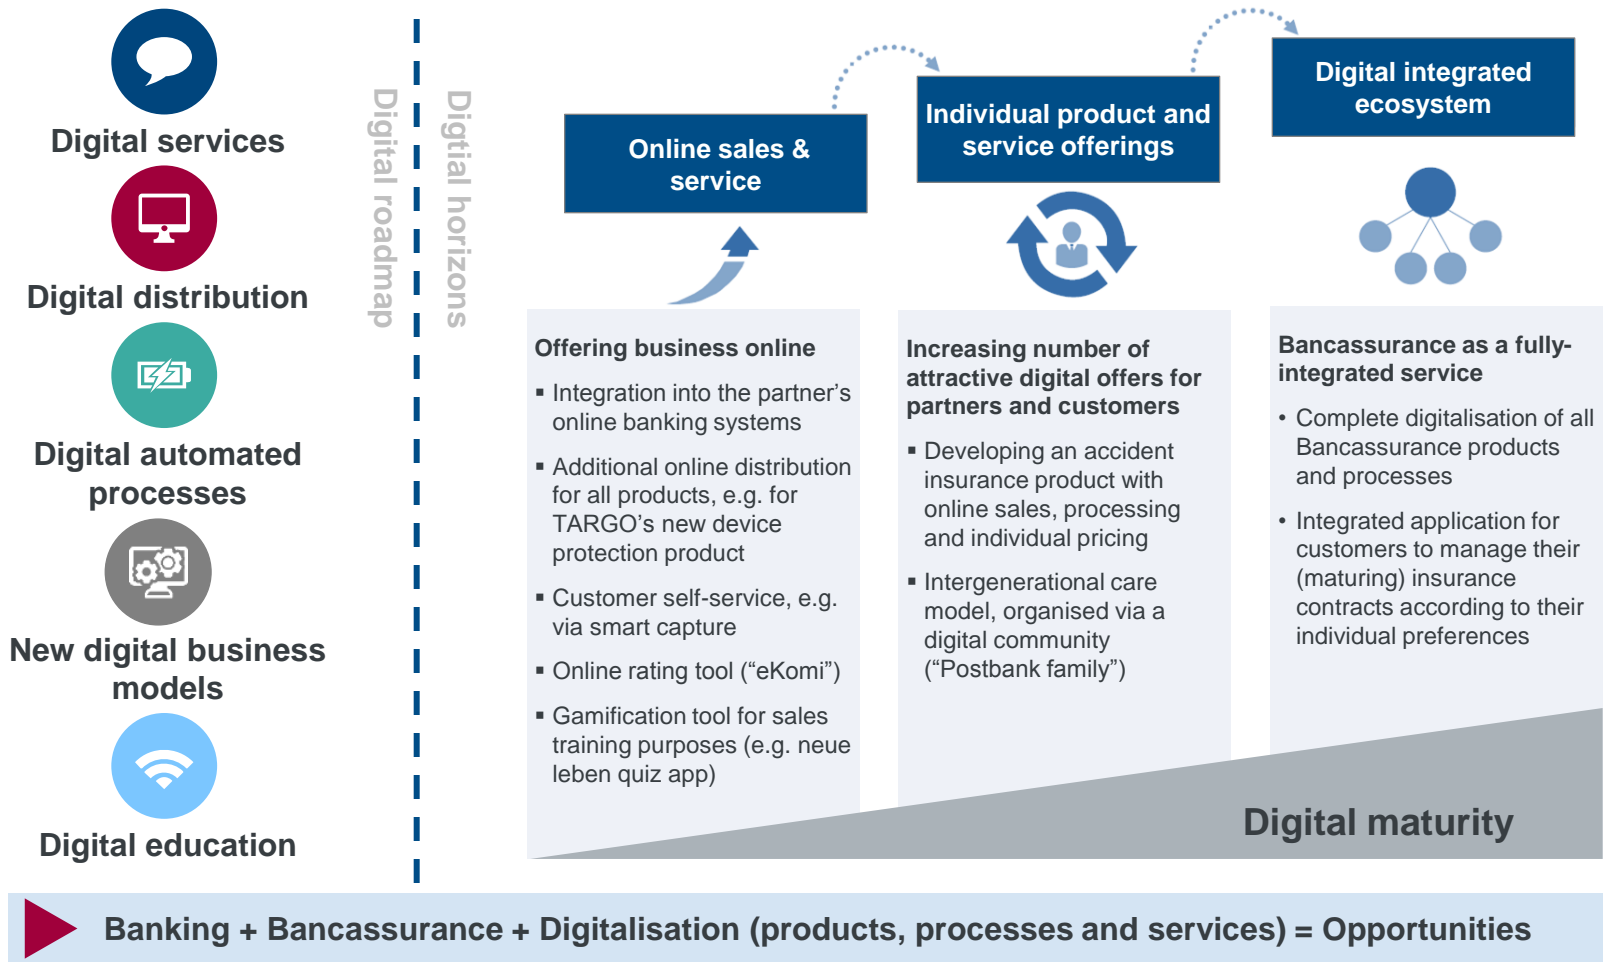 Digital services
Digital distribution
Digital automated
processes
New digital business
models
Digital education
Digital roadmap
Digtial horizons
Online sales &
service
Individual product and
service offerings
Digital integrated
ecosystem
Offering business online
▪ Integration into the partner’s
online banking systems
▪ Additional online distribution
for all products, e.g. for
TARGO’s new device
protection product
▪ Customer self-service, e.g.
via smart capture
▪ Online rating tool (“eKomi”)
▪ Gamification tool for sales
training purposes (e.g. neue
leben quiz app)
Increasing number of
attractive digital offers for
partners and customers
▪ Developing an accident
insurance product with
online sales, processing
and individual pricing
▪ Intergenerational care
model, organised via a
digital community
(“Postbank family”)
Bancassurance as a fully-
integrated service
• Complete digitalisation of all
Bancassurance products
and processes
• Integrated application for
customers to manage their
(maturing) insurance
contracts according to their
individual preferences
Digital maturity
Banking + Bancassurance + Digitalisation (products, processes and services) = Opportunities